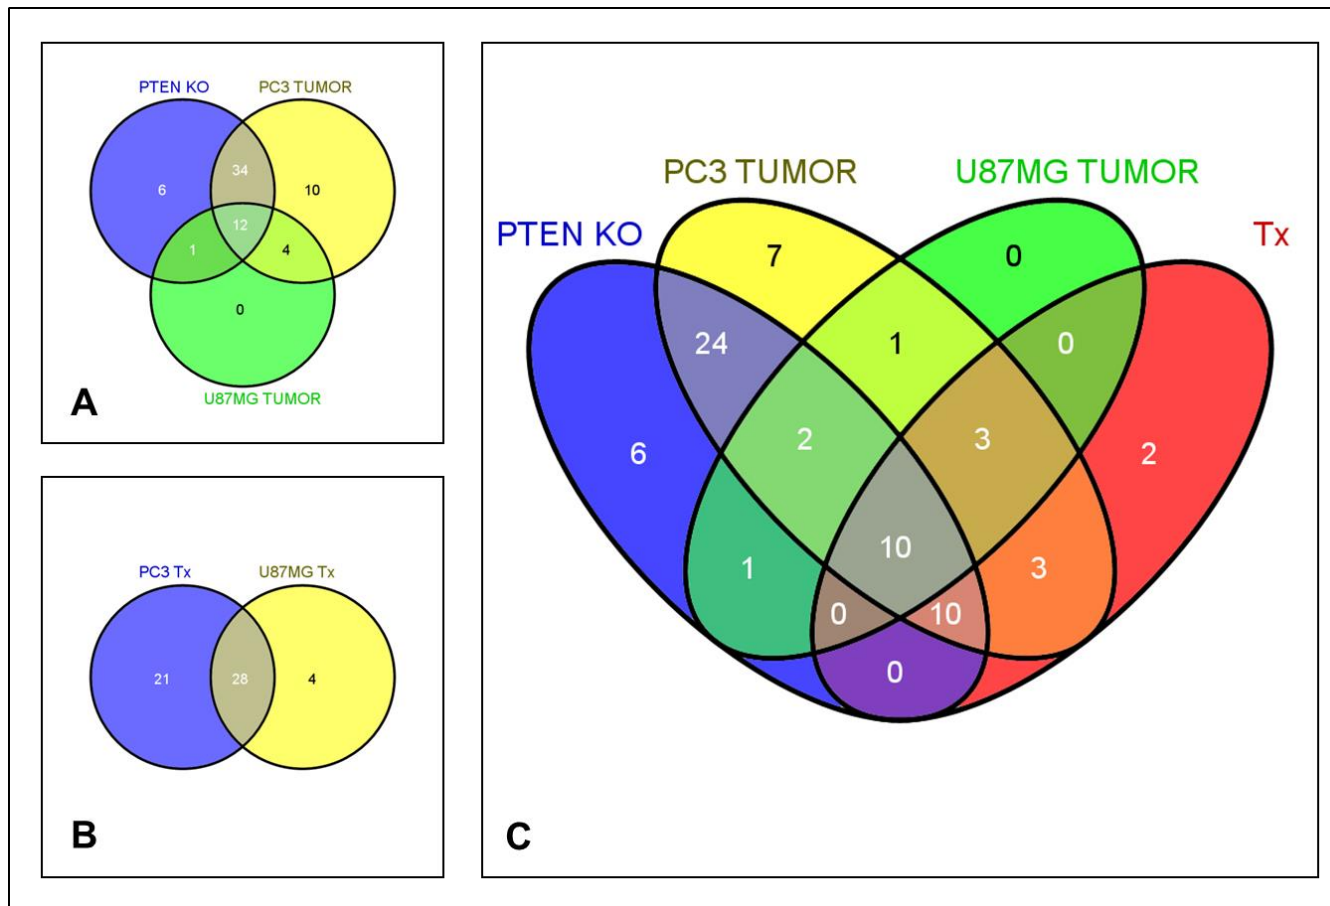 PTEN KO PC3 TUMOR
34
6 10
12
1 4
0
A
U87MG TUMOR
PC3 Tx U87MG Tx
21 28 4
B
PC3 TUMOR U87MG TUMOR
PTEN KO Tx
7 0
24 1 0
2 3
6 2
10
1 3
0 10
0
C